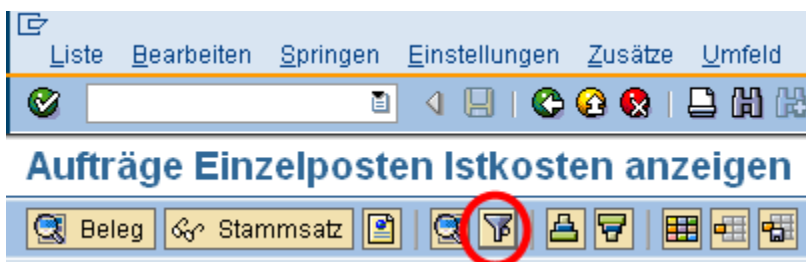 Liste Bearbeiten Springen Einstellungen Zusätze Umfeld
Aufträge Einzelposten Istkosten anzeigen
Beleg Stammsatz